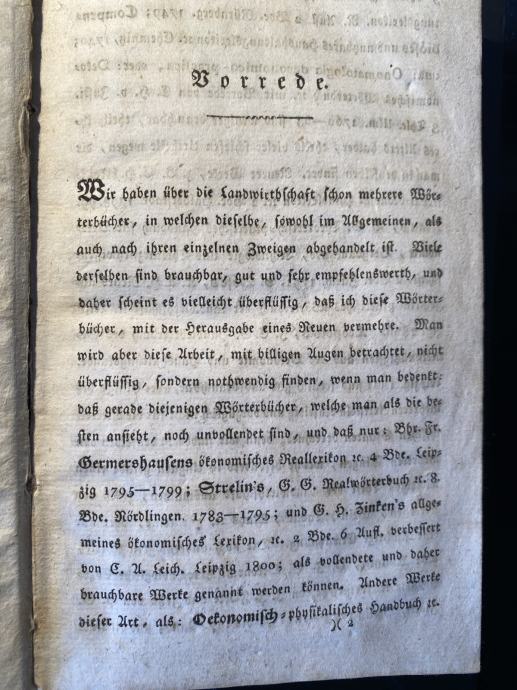 Vorrede.
Wir haben über die Landwirthschaft schon mehrere Wör-
terbücher, in welchen dieselbe, sowohl im Allgemeinen, als
auch nach ihren einzelnen Zweigen abgehandelt ist. Viele
derselben sind brauchbar, gut und sehr empfehlenswerth, und
daher scheint es vielleicht überflüssig, daß ich diese Wörter-
bücher, mit der Herausgabe eines Neuen vermehre. Man
wird aber diese Arbeit, mit billigen Augen betrachtet, nicht
überflüssig, sondern nothwendig finden, wenn man bedenkt:
daß gerade diejenigen Wörterbücher, welche man als die be-
sten ansieht, noch unvollendet sind, und daß nur: Bhr. Fr.
Germershausens ökonomisches Reallexikon ꝛc. 4 Bde. Leip-
zig 1795—1799; Strelin's, G. G. Realwörterbuch ꝛc. 8.
Bde. Nördlingen. 1783—1795; und G. H. Zinken's allge-
meines ökonomisches Lexikon, ꝛc. 2 Bde. 6 Aufl. verbessert
von C. A. Leich. Leipzig 1800; als vollendete und daher
brauchbare Werke genannt werden können. Andere Werke
dieser Art, als: Oekonomisch-physikalisches Handbuch ꝛc.
)( 2